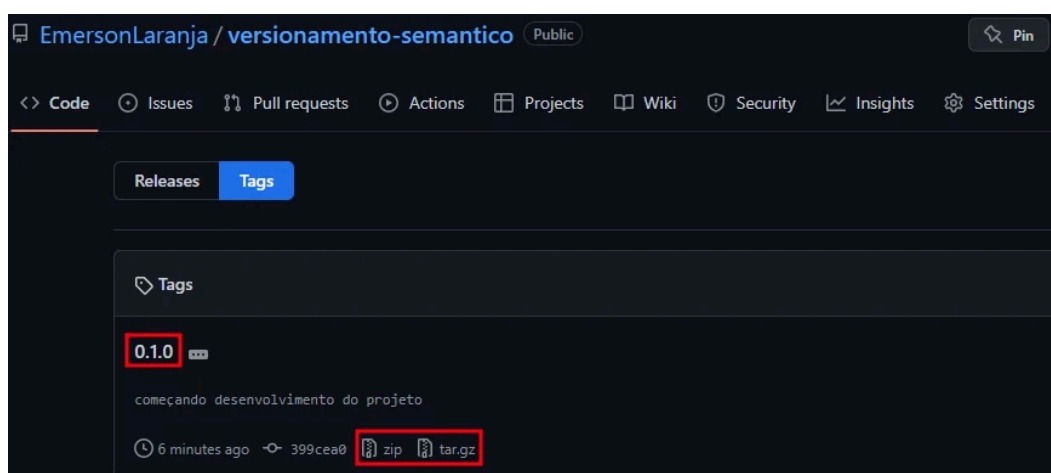 EmersonLaranja / versionamento-semantico Public Pin
<> Code Issues Pull requests Actions Projects Wiki Security Insights Settings
Releases Tags
Tags
0.1.0
começando desenvolvimento do projeto
6 minutes ago 399cea0 zip tar.gz